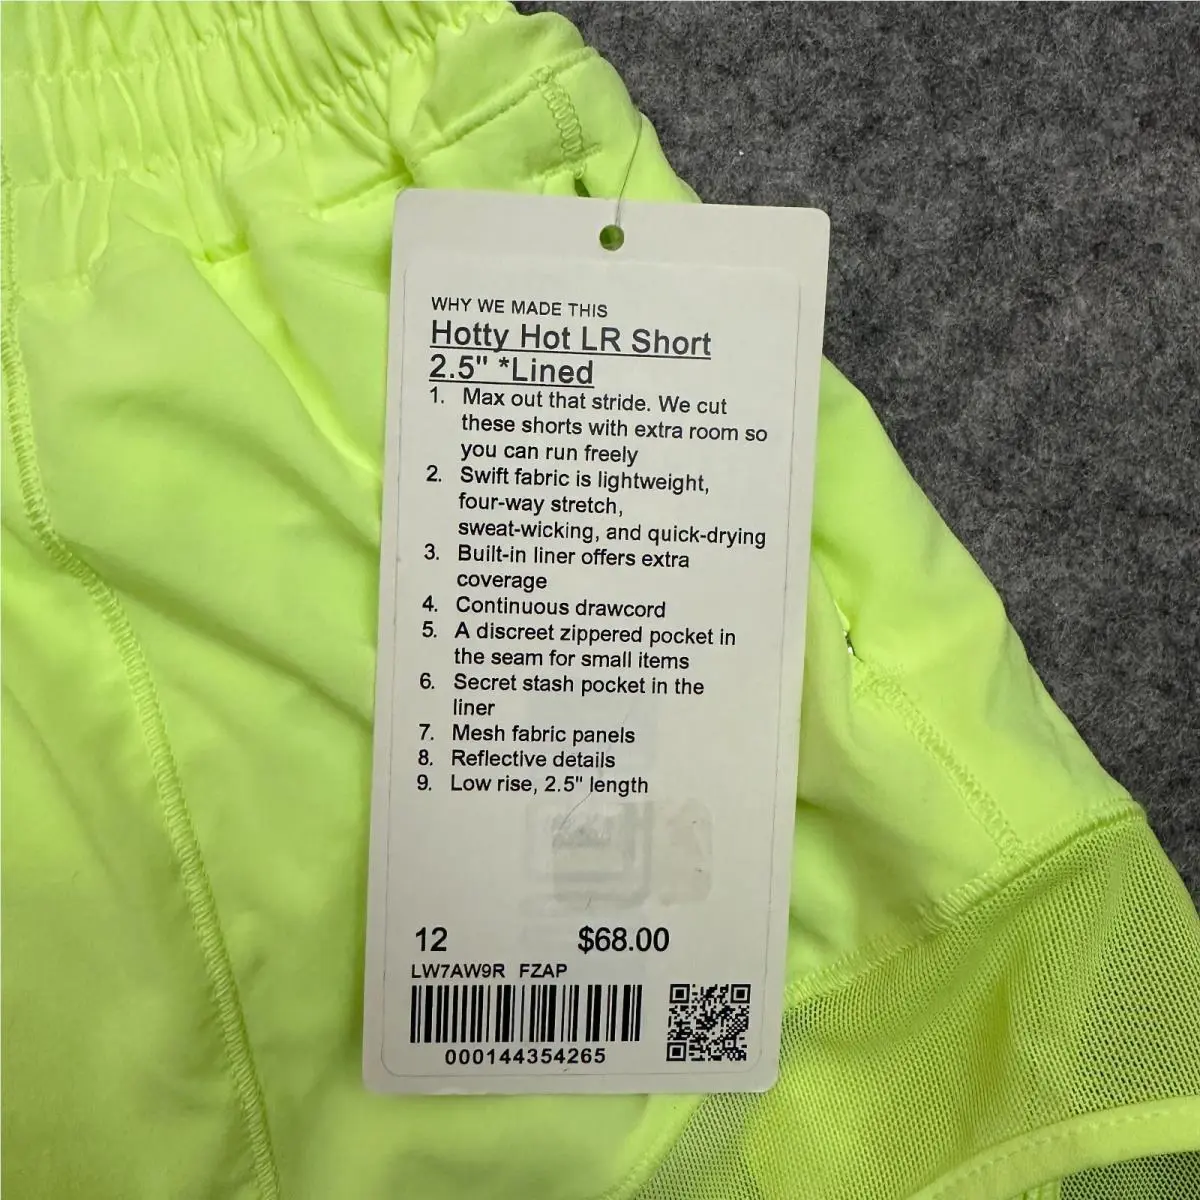 WHY WE MADE THIS
Hotty Hot LR Short
2.5" *Lined
1. Max out that stride. We cut
these shorts with extra room so
you can run freely
2. Swift fabric is lightweight,
four-way stretch,
sweat-wicking, and quick-drying
3. Built-in liner offers extra
coverage
4. Continuous drawcord
5. A discreet zippered pocket in
the seam for small items
6. Secret stash pocket in the
liner
7. Mesh fabric panels
8. Reflective details
9. Low rise, 2.5" length
12 $68.00
LW7AW9R FZAP
000144354265